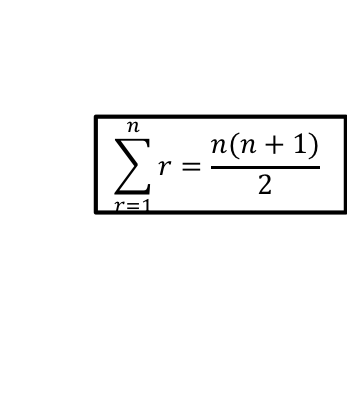 n
∑ r = n(n + 1)/2
r=1